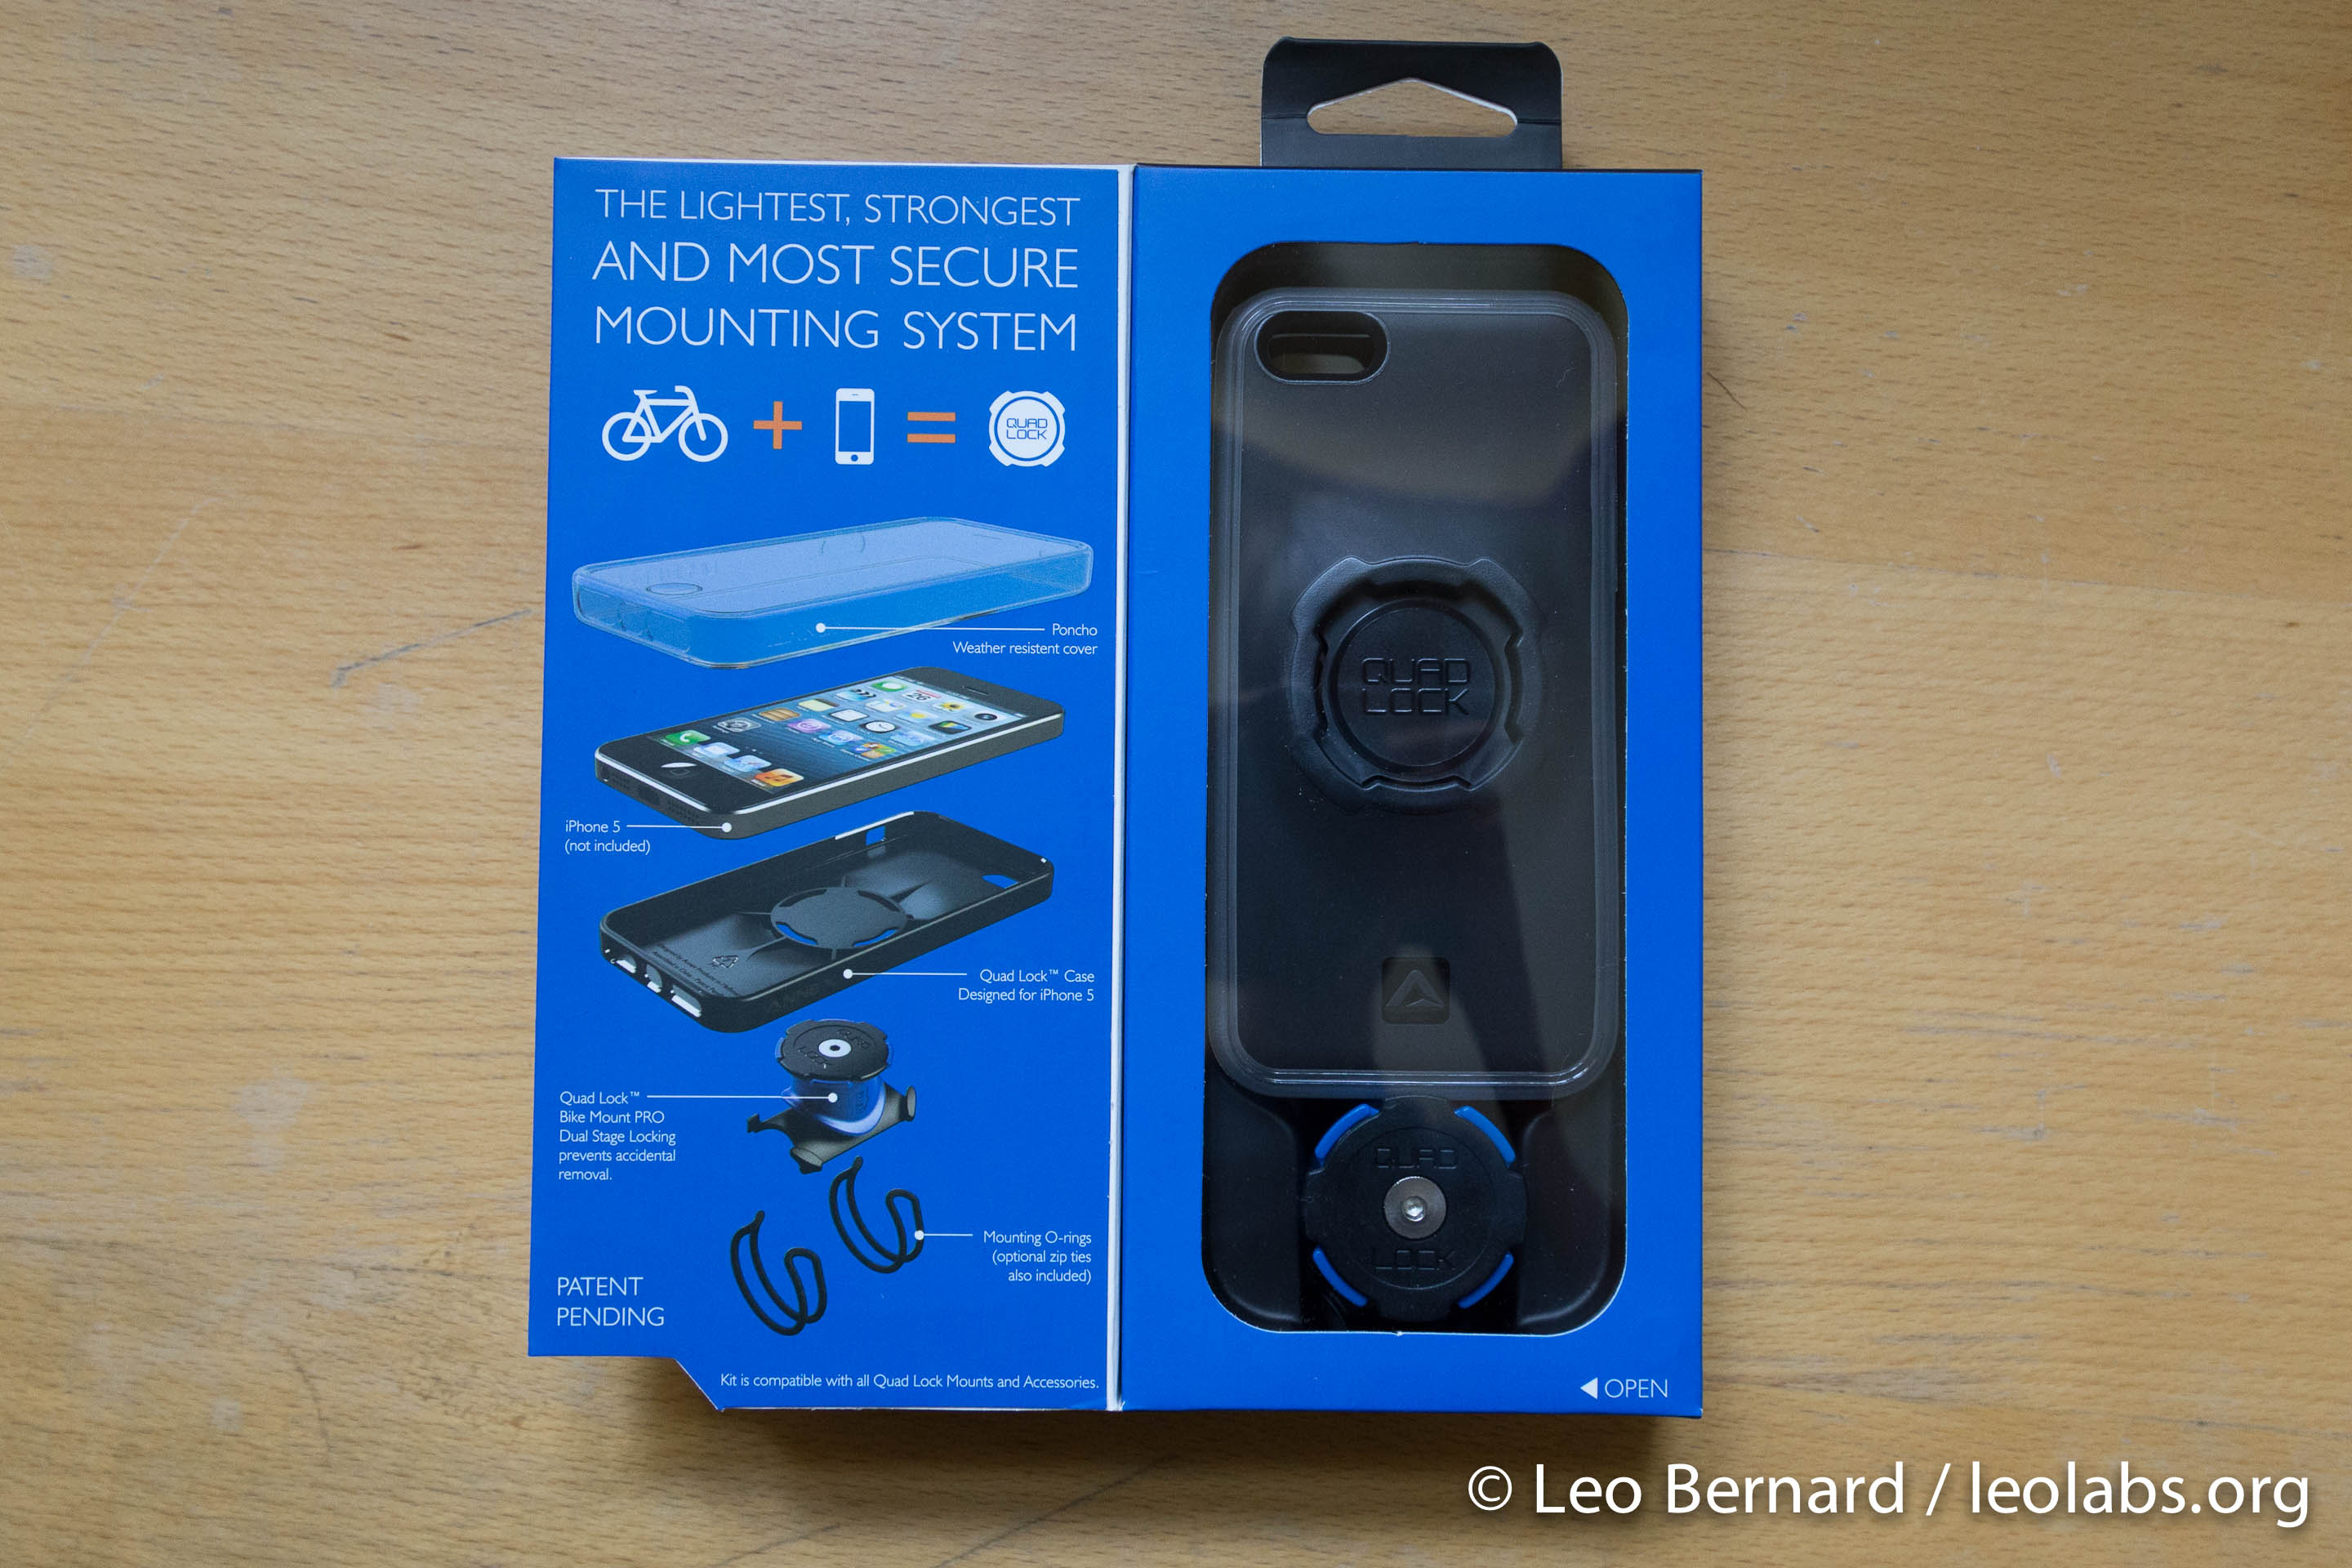 THE LIGHTEST, STRONGEST
AND MOST SECURE
MOUNTING SYSTEM
QUAD
LOCK
Poncho
Weather resistent cover
iPhone 5
(not included)
Quad Lock™ Case
Designed for iPhone 5
Quad Lock™
Bike Mount PRO
Dual Stage Locking
prevents accidental
removal.
Mounting O-rings
(optional zip ties
also included)
PATENT
PENDING
Kit is compatible with all Quad Lock Mounts and Accessories.
QUAD
LOCK
QUAD
LOCK
OPEN
© Leo Bernard / leolabs.org